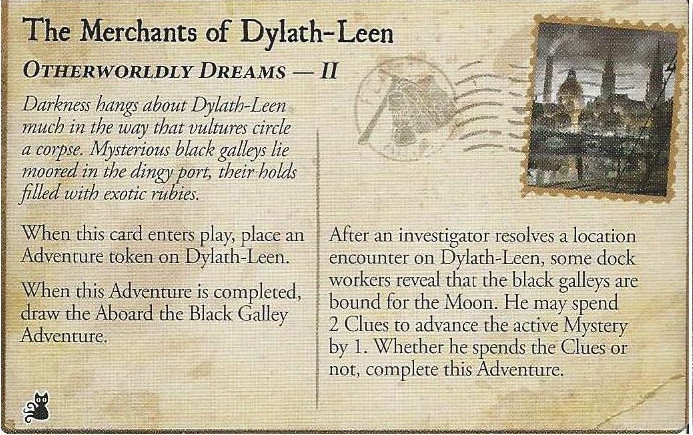 The Merchants of Dylath-Leen
OTHERWORLDLY DREAMS — II
Darkness hangs about Dylath-Leen
much in the way that vultures circle
a corpse. Mysterious black galleys lie
moored in the dingy port, their holds
filled with exotic rubies.
When this card enters play, place an
Adventure token on Dylath-Leen.
When this Adventure is completed,
draw the Aboard the Black Galley
Adventure.
After an investigator resolves a location
encounter on Dylath-Leen, some dock
workers reveal that the black galleys are
bound for the Moon. He may spend
2 Clues to advance the active Mystery
by 1. Whether he spends the Clues or
not, complete this Adventure.